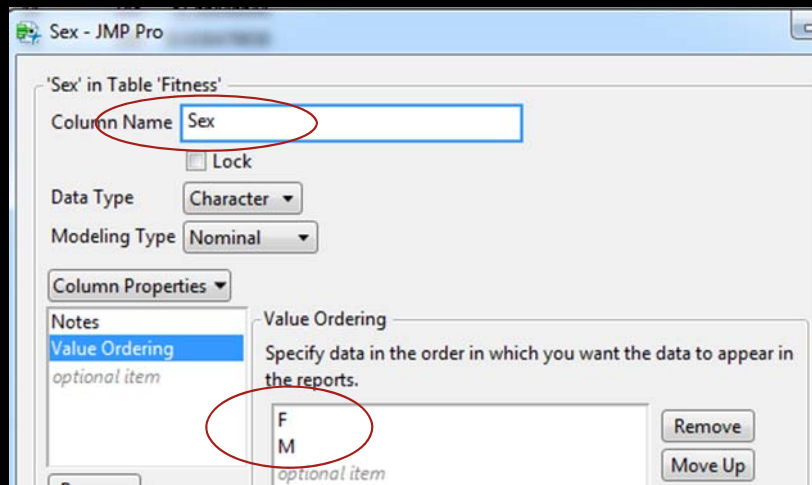 Sex - JMP Pro
'Sex' in Table 'Fitness'
Column Name Sex
Lock
Data Type Character
Modeling Type Nominal
Column Properties
Notes
Value Ordering
optional item
Value Ordering
Specify data in the order in which you want the data to appear in
the reports.
F
M
optional item
Remove
Move Up